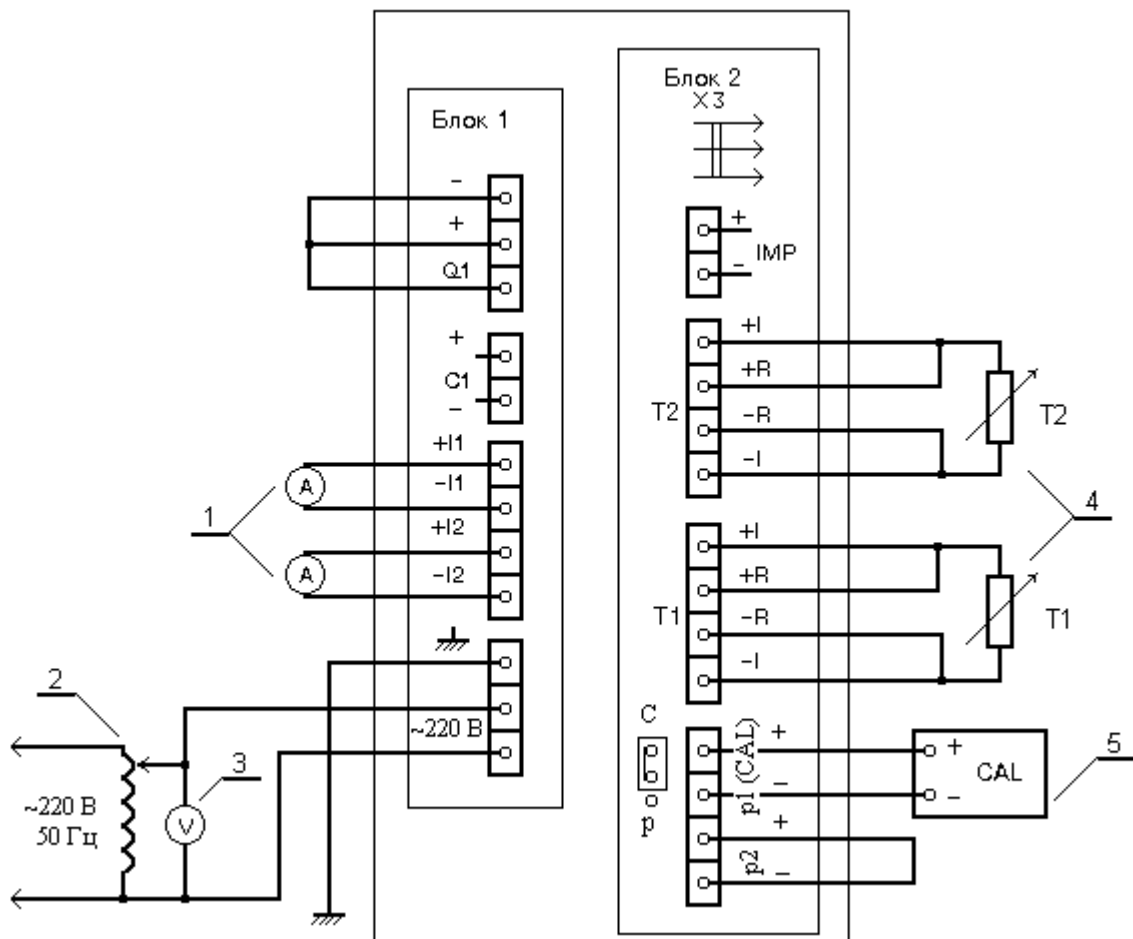 Блок 1
-
+
Q1
+
C1
-
+I1
-I1
+I2
-I2
A
A
1
~220 В
2
3
V
~220 В
50 Гц
Блок 2
X3
+
IMP
-
+I
+R
T2
-R
-I
T2
4
+I
+R
T1
-R
-I
T1
C
p
p1 (CAL)
+
-
p2
+
-
+
CAL
-
5